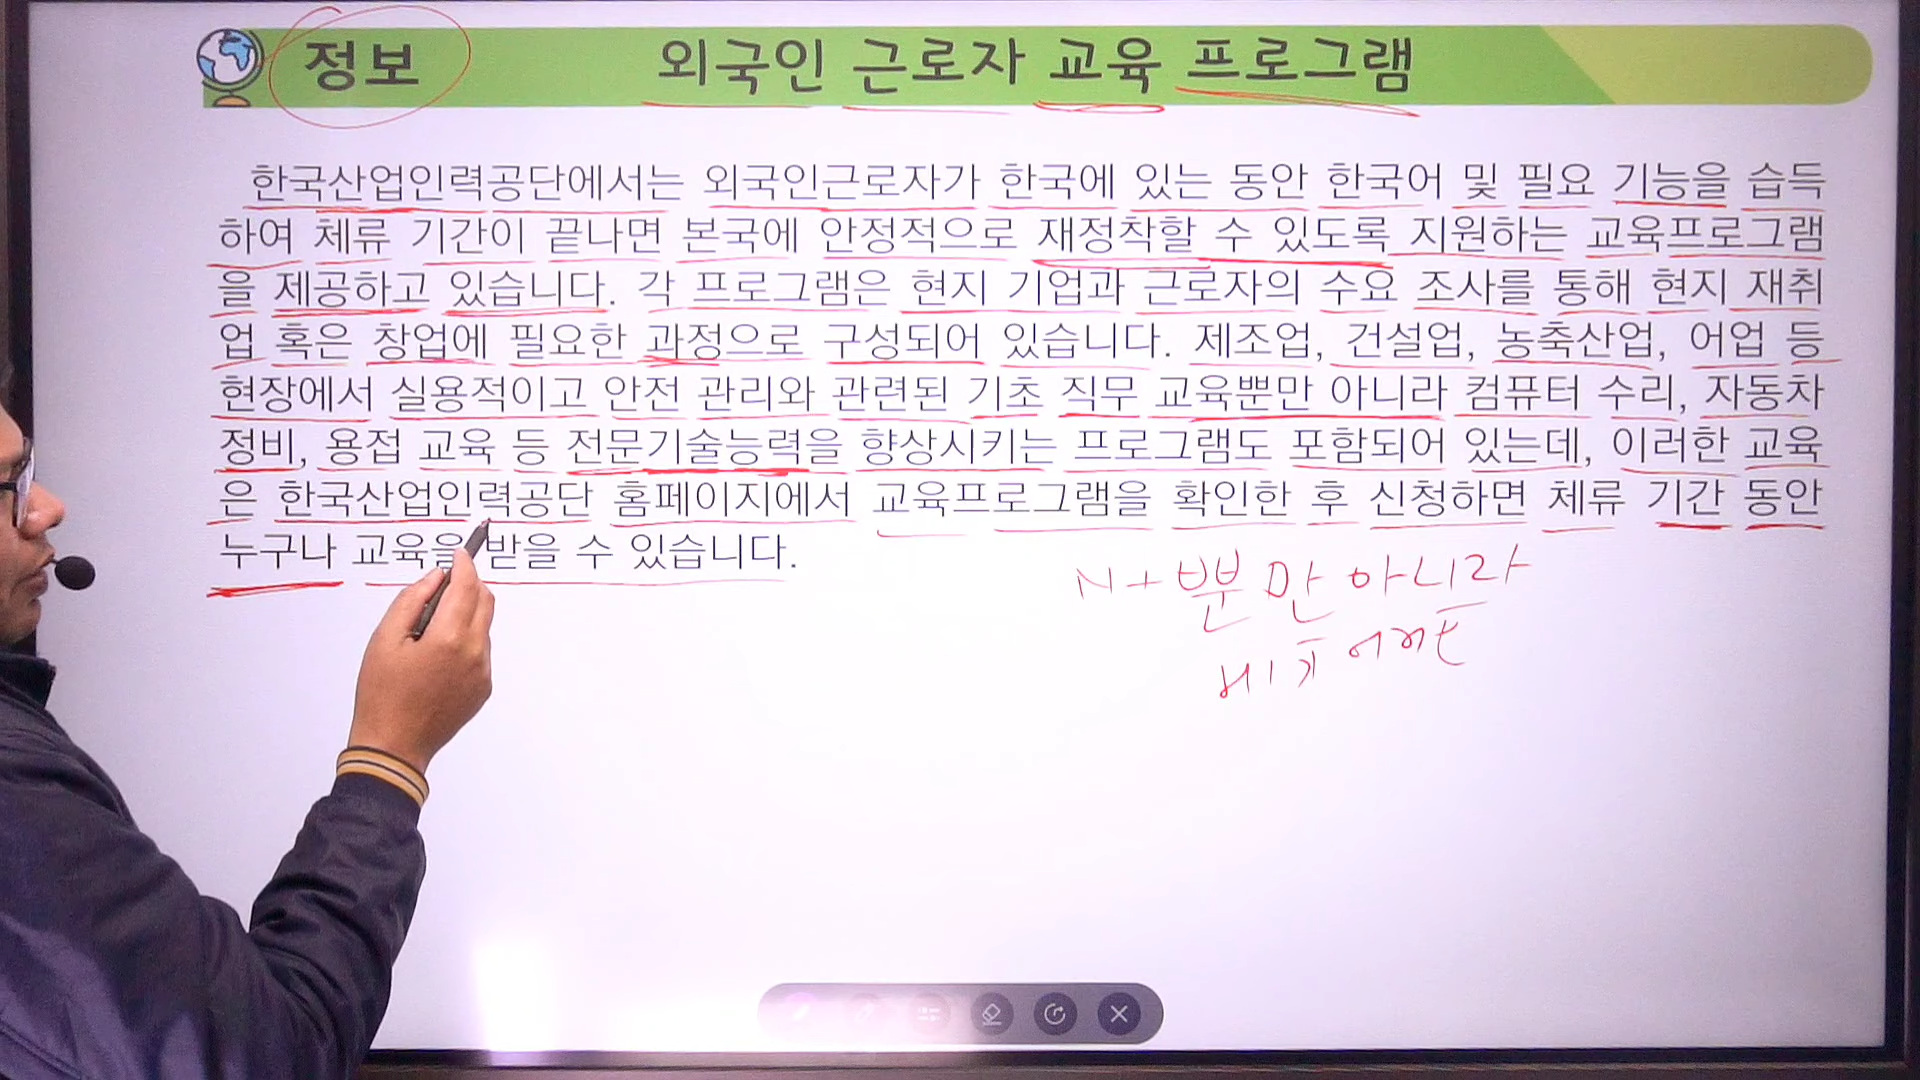 정보 외국인 근로자 교육 프로그램
한국산업인력공단에서는 외국인근로자가 한국에 있는 동안 한국어 및 필요 기능을 습득
하여 체류 기간이 끝나면 본국에 안정적으로 재정착할 수 있도록 지원하는 교육프로그램
을 제공하고 있습니다. 각 프로그램은 현지 기업과 근로자의 수요 조사를 통해 현지 재취
업 혹은 창업에 필요한 과정으로 구성되어 있습니다. 제조업, 건설업, 농축산업, 어업 등
현장에서 실용적이고 안전 관리와 관련된 기초 직무 교육뿐만 아니라 컴퓨터 수리, 자동차
정비, 용접 교육 등 전문기술능력을 향상시키는 프로그램도 포함되어 있는데, 이러한 교육
은 한국산업인력공단 홈페이지에서 교육프로그램을 확인한 후 신청하면 체류 기간 동안
누구나 교육을 받을 수 있습니다.
N + 뿐만 아니라